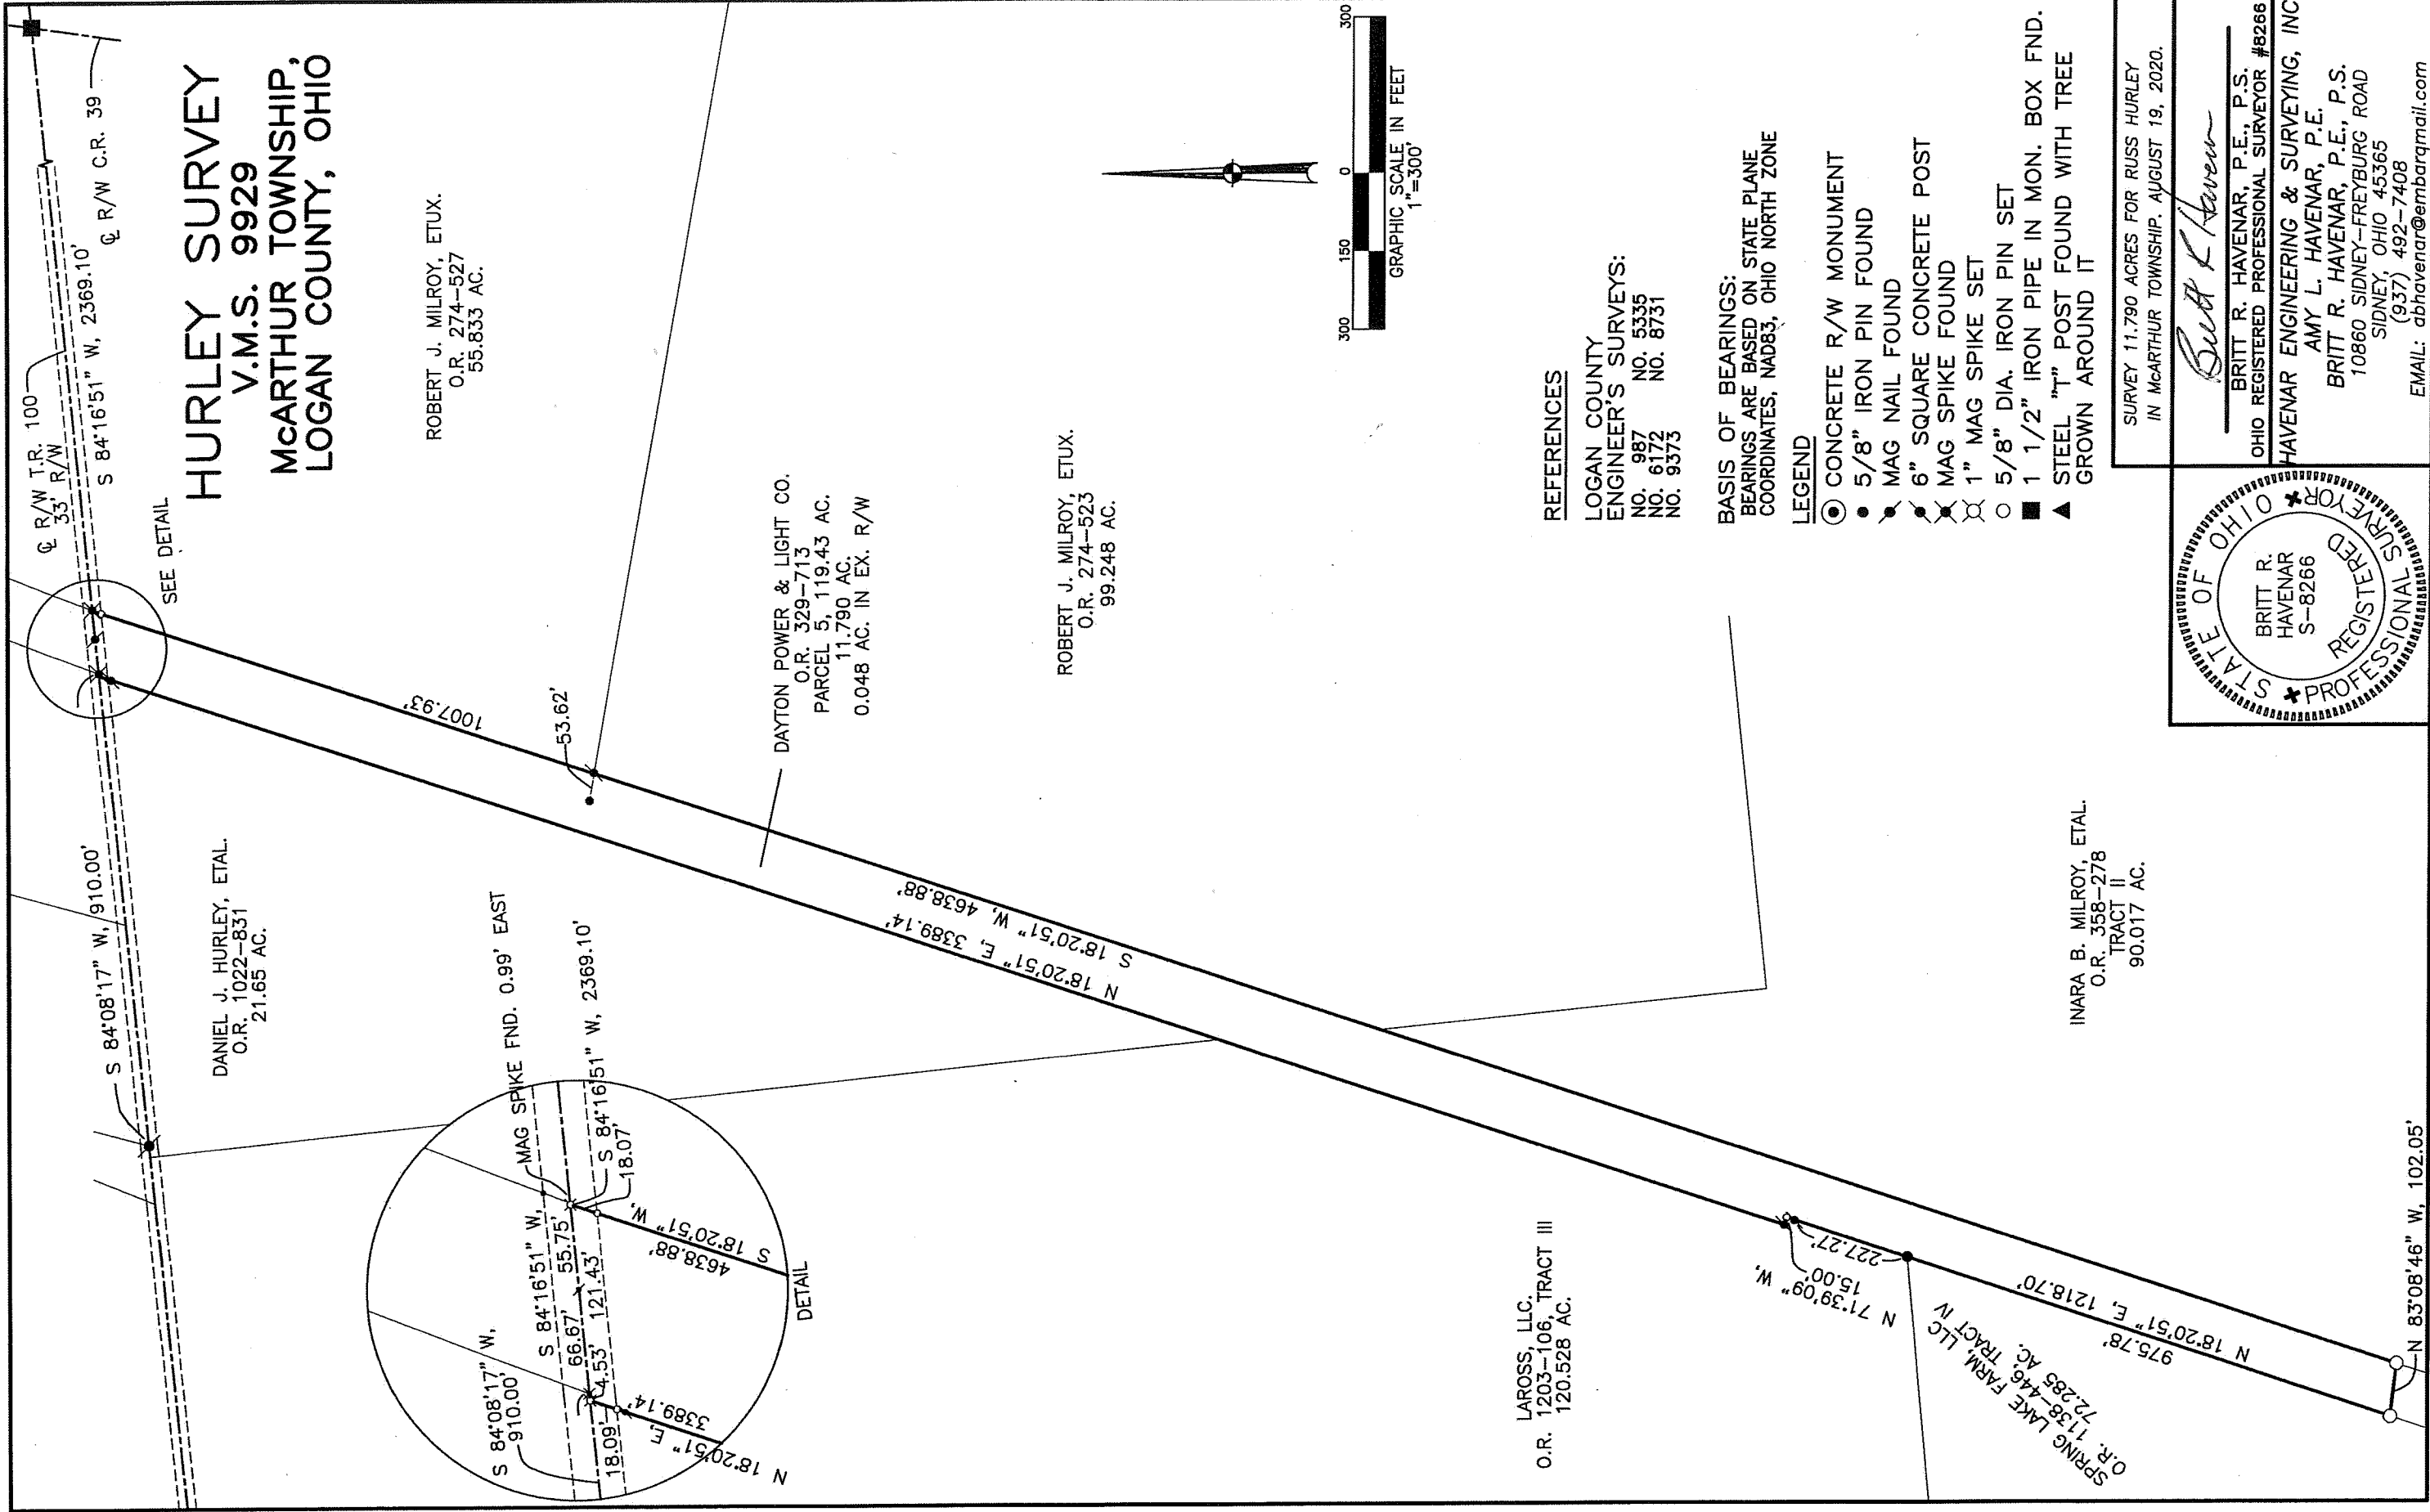 HURLEY SURVEY
V.M.S. 9929
McARTHUR TOWNSHIP,
LOGAN COUNTY, OHIO
℄ R/W T.R. 100
33' R/W
S 84°16'51" W, 2369.10'
℄ R/W C.R. 39
SEE DETAIL
S 84°08'17" W, 910.00'
DANIEL J. HURLEY, ETAL.
O.R. 1022-831
21.65 AC.
ROBERT J. MILROY, ETUX.
O.R. 274-527
55.833 AC.
1007.93'
53.62'
DAYTON POWER & LIGHT CO.
O.R. 329-713
PARCEL 5, 119.43 AC.
11.790 AC.
0.048 AC. IN EX. R/W
ROBERT J. MILROY, ETUX.
O.R. 274-523
99.248 AC.
S 18°20'51" W, 4638.88'
N 18°20'51" E, 3389.14'
MAG SPIKE FND. 0.99' EAST
S 84°16'51" W, 2369.10'
18.07'
S 84°08'17" W,
910.00'
S 84°16'51" W,
66.67'
55.75'
4.53'
121.43'
18.09'
S 18°20'51" W,
4638.88'
N 18°20'51" E,
3389.14'
DETAIL
300
150
0
300
GRAPHIC SCALE IN FEET
1"=300'
LAROSS, LLC.
O.R. 1203-106, TRACT III
120.528 AC.
N 71°39'09" W,
15.00'
227.27'
SPRING LAKE FARM, LLC
O.R. 1138-446, TRACT IV
72.285 AC.
N 18°20'51" E, 1218.70'
975.78'
N 83°08'46" W, 102.05'
INARA B. MILROY, ETAL.
O.R. 358-278
TRACT II
90.017 AC.
REFERENCES
LOGAN COUNTY
ENGINEER'S SURVEYS:
NO. 987 NO. 5335
NO. 6172 NO. 8731
NO. 9373
BASIS OF BEARINGS:
BEARINGS ARE BASED ON STATE PLANE
COORDINATES, NAD83, OHIO NORTH ZONE
LEGEND
CONCRETE R/W MONUMENT
5/8" IRON PIN FOUND
MAG NAIL FOUND
6" SQUARE CONCRETE POST
MAG SPIKE FOUND
1" MAG SPIKE SET
5/8" DIA. IRON PIN SET
1 1/2" IRON PIPE IN MON. BOX FND.
STEEL "T" POST FOUND WITH TREE
GROWN AROUND IT
SURVEY 11.790 ACRES FOR RUSS HURLEY
IN McARTHUR TOWNSHIP. AUGUST 19, 2020.
BRITT R. HAVENAR, P.E., P.S.
OHIO REGISTERED PROFESSIONAL SURVEYOR #8266
HAVENAR ENGINEERING & SURVEYING, INC
AMY L. HAVENAR, P.E.
BRITT R. HAVENAR, P.E., P.S.
10860 SIDNEY-FREYBURG ROAD
SIDNEY, OHIO 45365
(937) 492-7408
EMAIL: abhavenar@embarqmail.com
STATE OF OHIO
BRITT R.
HAVENAR
S-8266
REGISTERED
PROFESSIONAL SURVEYOR